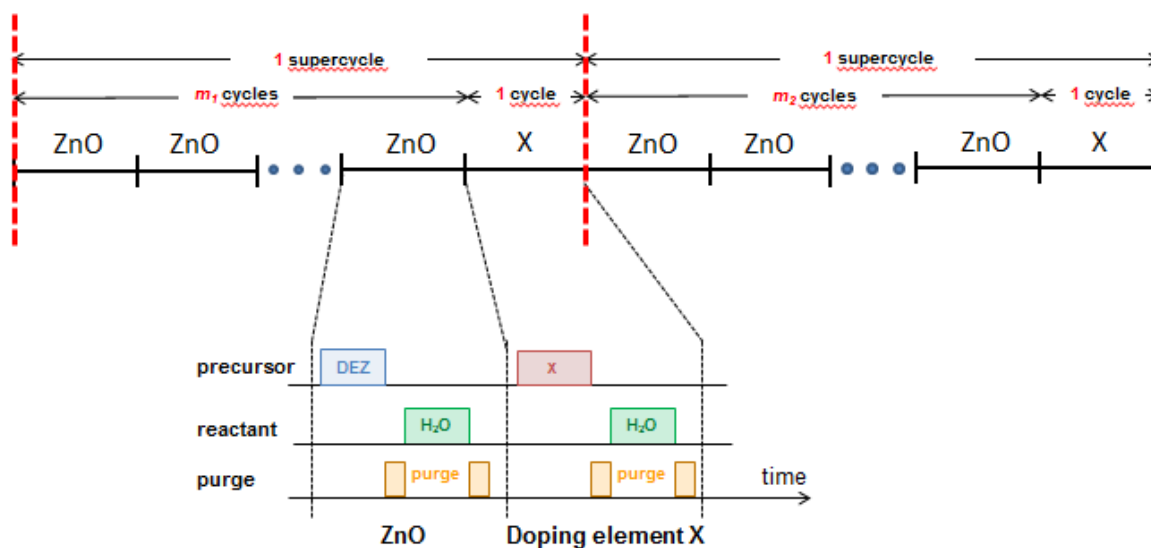 1 supercycle 1 supercycle
m₁ cycles 1 cycle m₂ cycles 1 cycle
ZnO ZnO ZnO X ZnO ZnO ZnO X
precursor DEZ X
reactant H₂O H₂O
purge purge purge time
ZnO Doping element X